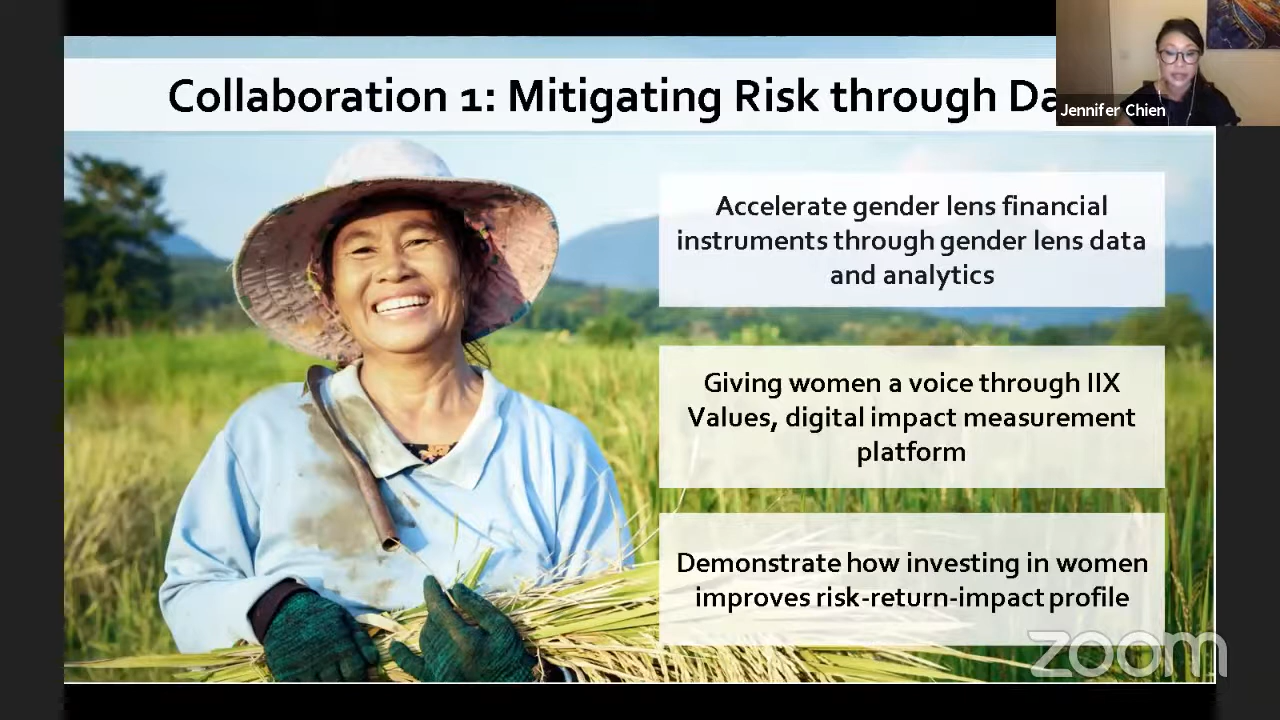 Collaboration 1: Mitigating Risk through Da
Jennifer Chien
Accelerate gender lens financial
instruments through gender lens data
and analytics
Giving women a voice through IIX
Values, digital impact measurement
platform
Demonstrate how investing in women
improves risk-return-impact profile
zoom